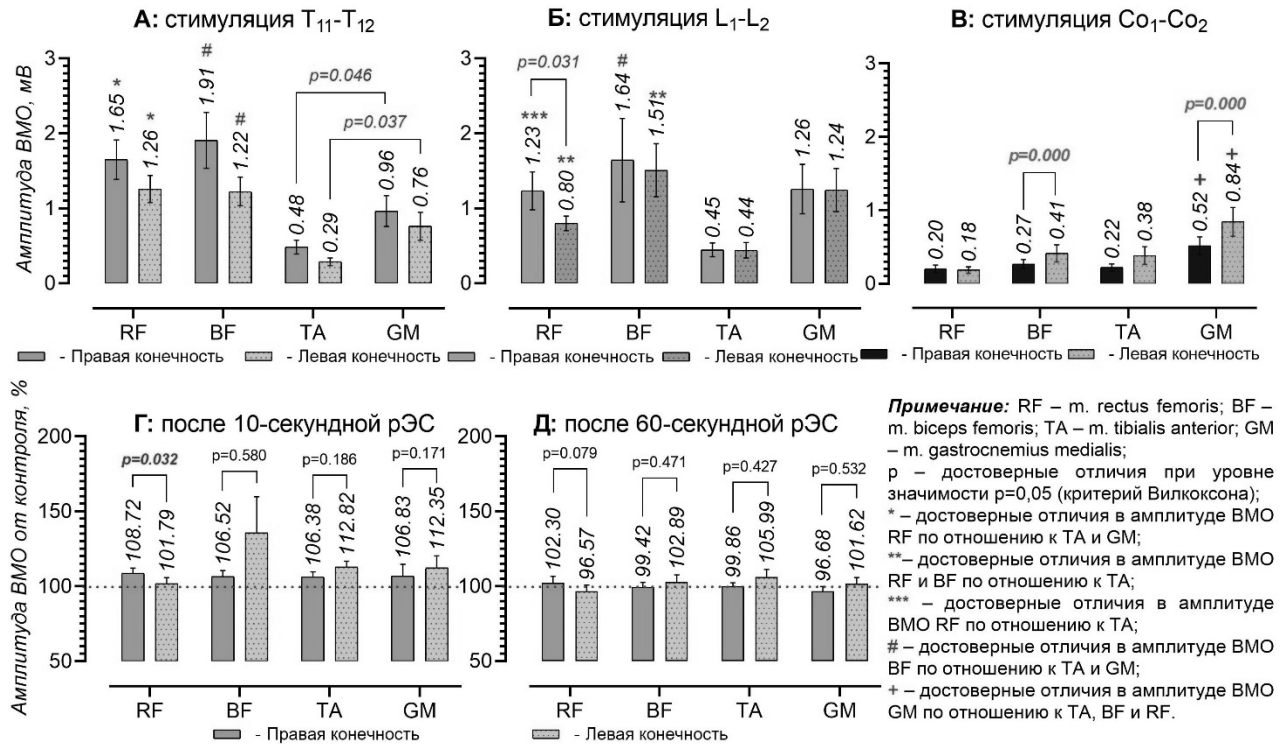 А: стимуляция T₁₁-T₁₂
Б: стимуляция L₁-L₂
В: стимуляция Co₁-Co₂
Амплитуда ВМО, мВ
3
2
1
0
1.65 *
1.26 *
#
1.91
#
1.22
0.48
0.29
0.96
0.76
p=0.046
p=0.037
RF BF TA GM
3
2
1
0
p=0.031
***
1.23
**
0.80
#
1.64
1.51**
0.45
0.44
1.26
1.24
RF BF TA GM
3
2
1
0
0.20
0.18
p=0.000
0.27
0.41
0.22
0.38
p=0.000
0.52 +
0.84 +
RF BF TA GM
- Правая конечность - Левая конечность - Правая конечность - Левая конечность - Правая конечность - Левая конечность
Амплитуда ВМО от контроля, %
Г: после 10-секундной рЭС
200
150
100
50
p=0.032
p=0.580
p=0.186
p=0.171
108.72
101.79
106.52
106.38
112.82
106.83
112.35
RF BF TA GM
Д: после 60-секундной рЭС
200
150
100
50
p=0.079
p=0.471
p=0.427
p=0.532
102.30
96.57
99.42
102.89
99.86
105.99
96.68
101.62
RF BF TA GM
- Правая конечность - Левая конечность
Примечание: RF – m. rectus femoris; BF –
m. biceps femoris; TA – m. tibialis anterior; GM
– m. gastrocnemius medialis;
p – достоверные отличия при уровне
значимости p=0,05 (критерий Вилкоксона);
* – достоверные отличия в амплитуде ВМО
RF по отношению к TA и GM;
**– достоверные отличия в амплитуде ВМО
RF и BF по отношению к TA;
*** – достоверные отличия в амплитуде
ВМО RF по отношению к TA;
# – достоверные отличия в амплитуде ВМО
BF по отношению к TA и GM;
+ – достоверные отличия в амплитуде ВМО
GM по отношению к TA, BF и RF.